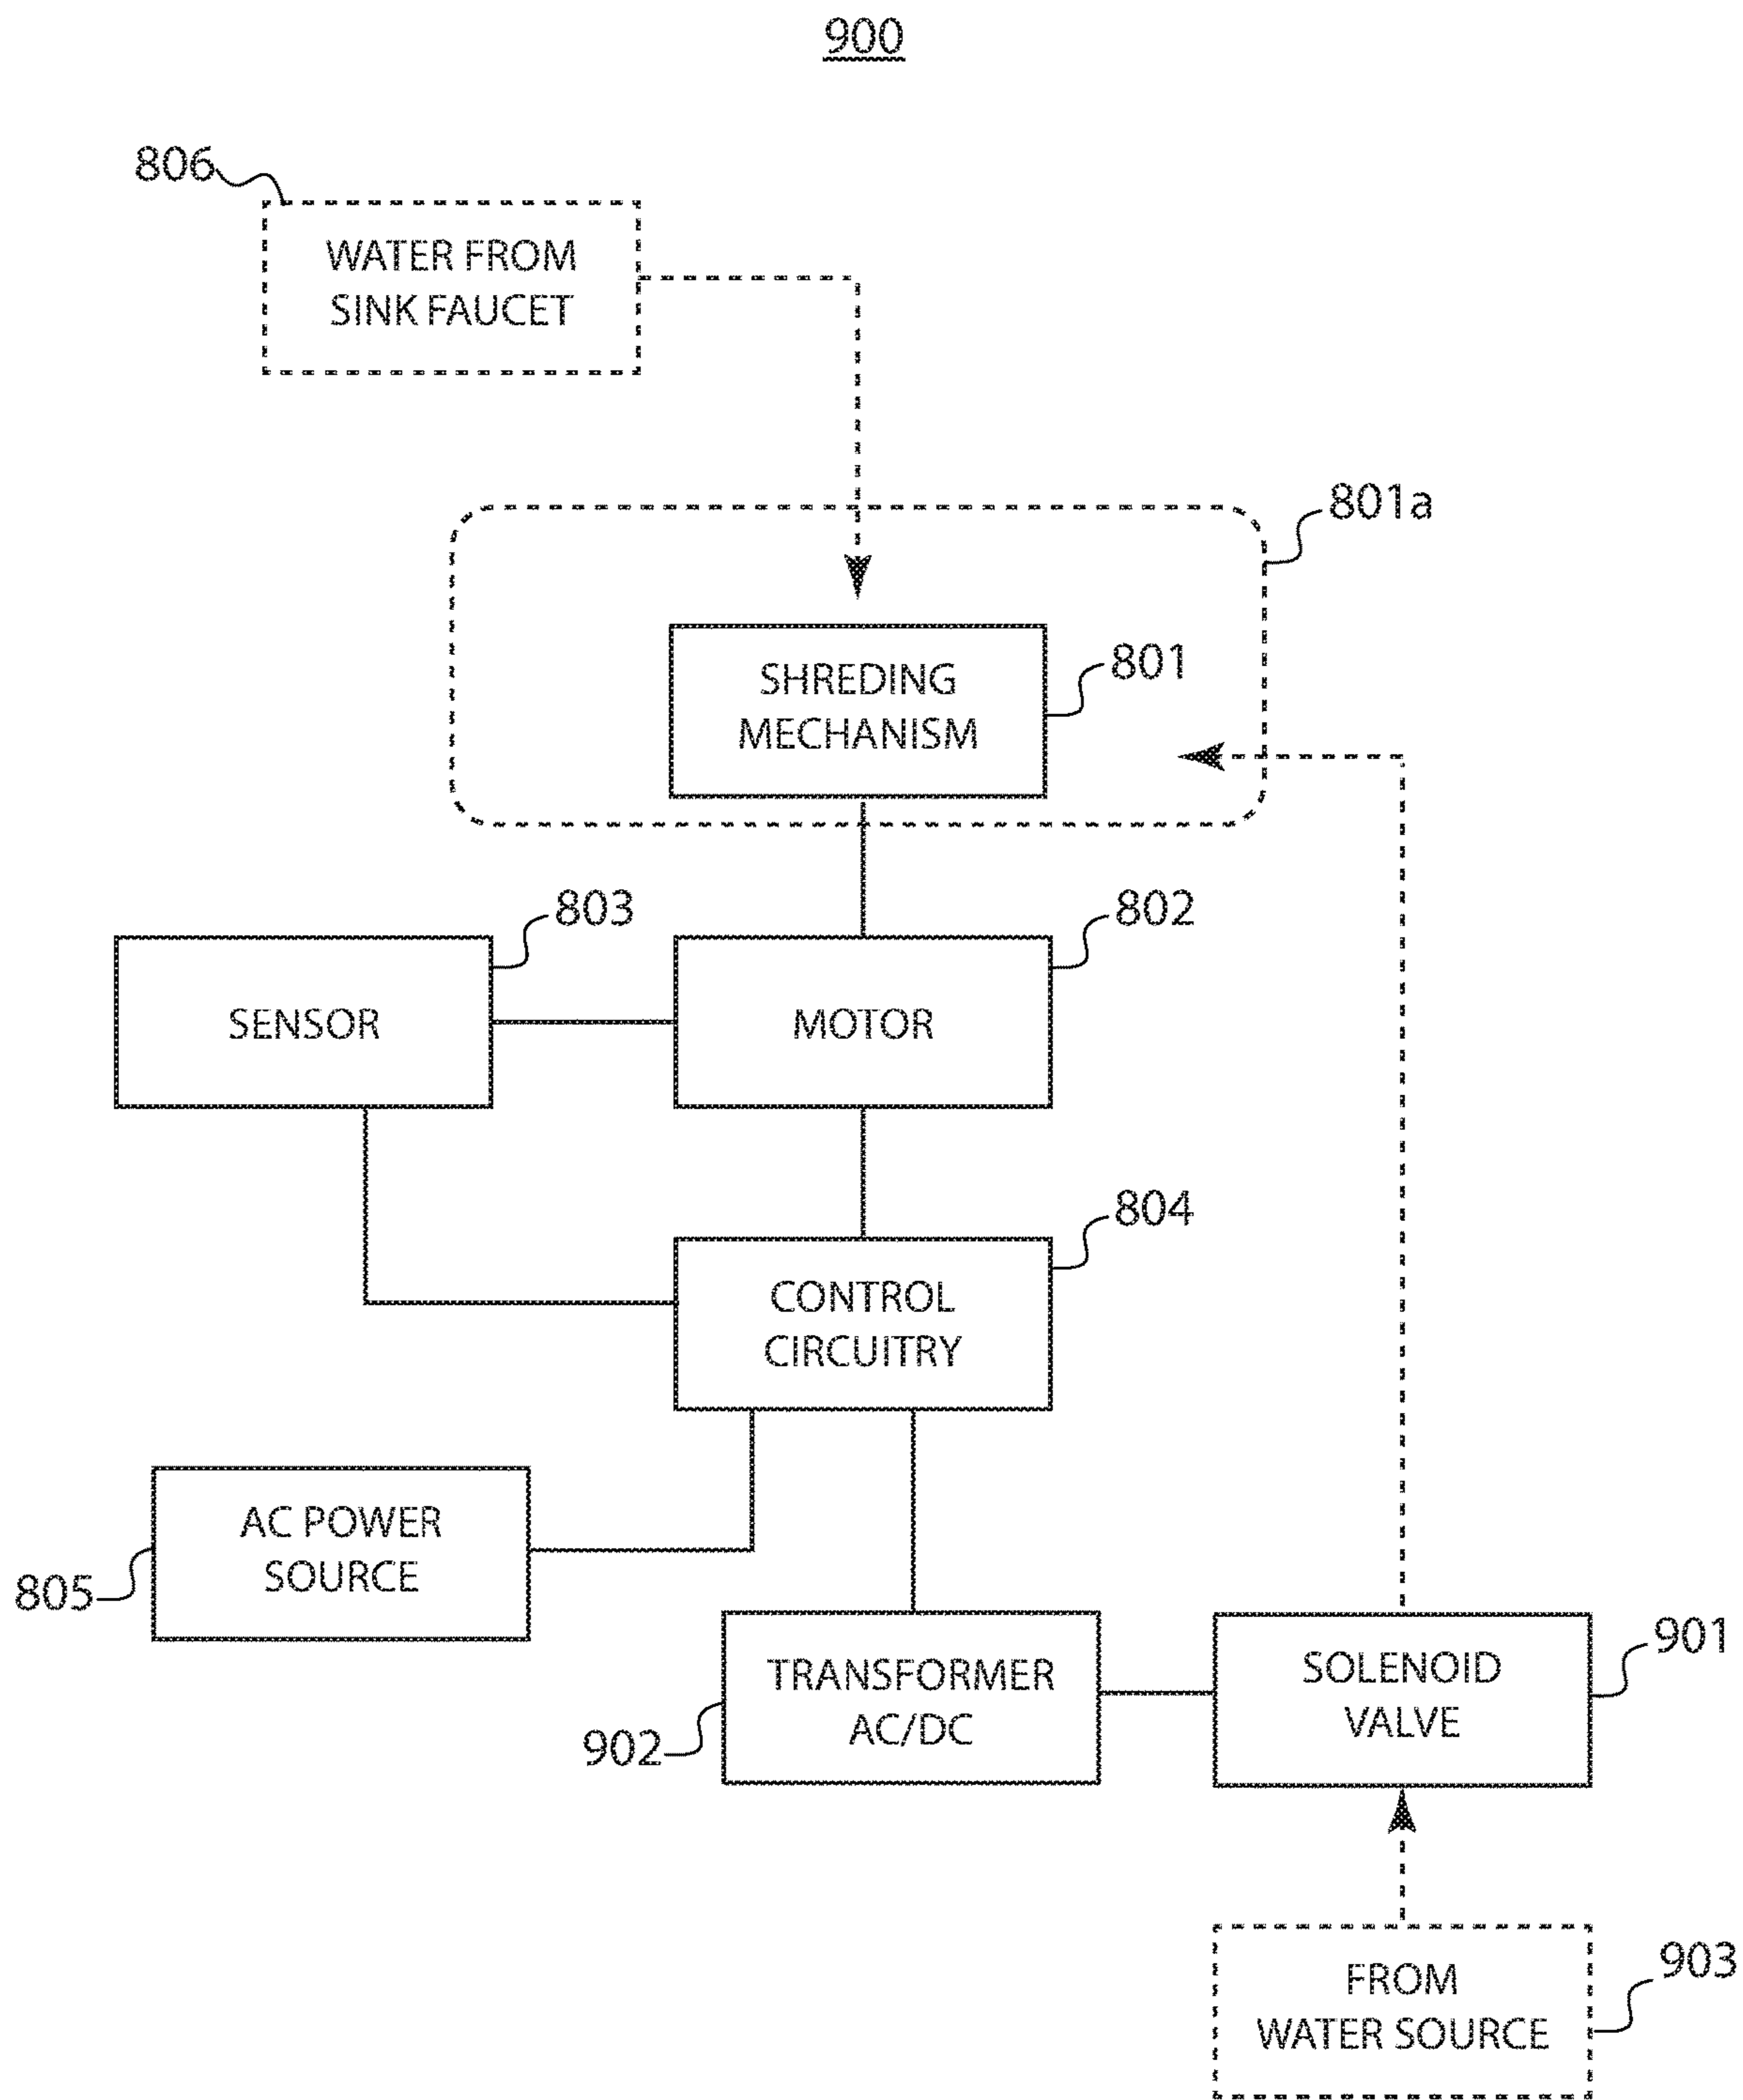 900
806
WATER FROM
SINK FAUCET
801a
SHREDING
MECHANISM
801
803
SENSOR
802
MOTOR
804
CONTROL
CIRCUITRY
AC POWER
SOURCE
805
TRANSFORMER
AC/DC
902
SOLENOID
VALVE
901
FROM
WATER SOURCE
903